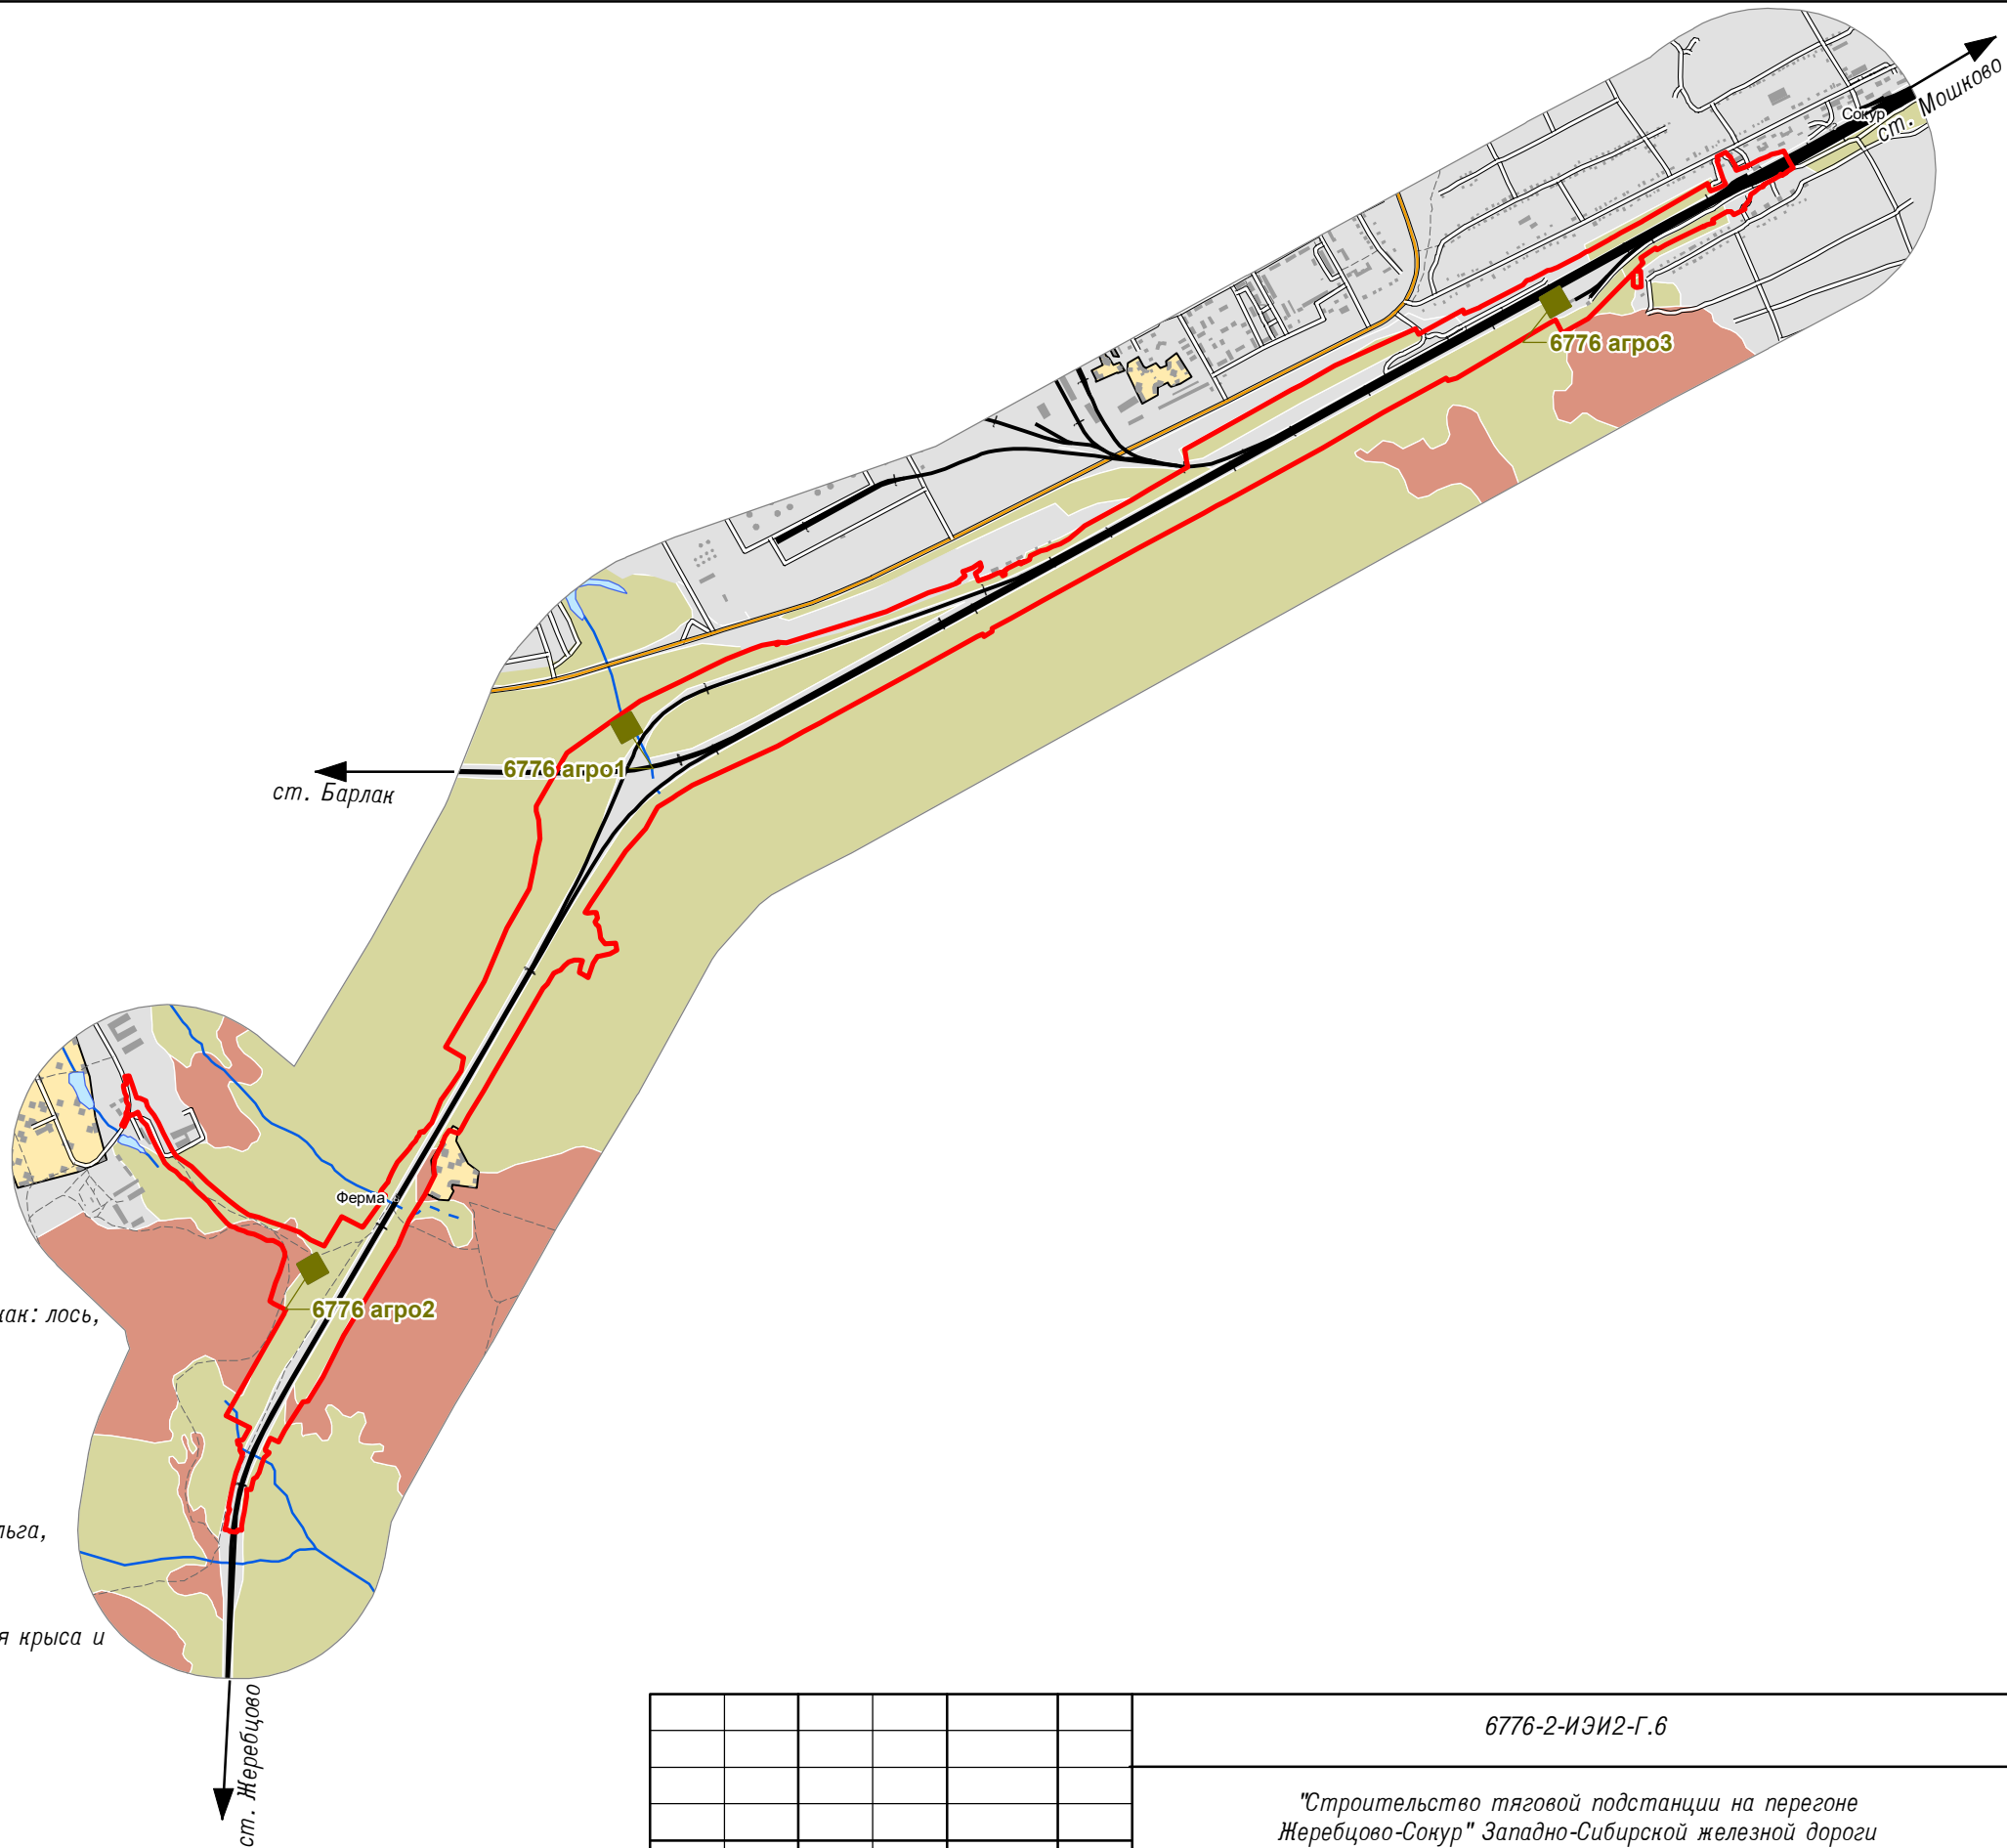 Сокур
ст. Мошково
6776 агро3
6776 агро1
ст. Барлак
Ферма
6776 агро2
как: лось,
льга,
я крыса и
ст. Жеребцово
6776-2-ИЭИ2-Г.6
"Строительство тяговой подстанции на перегоне
Жеребцово-Сокур" Западно-Сибирской железной дороги